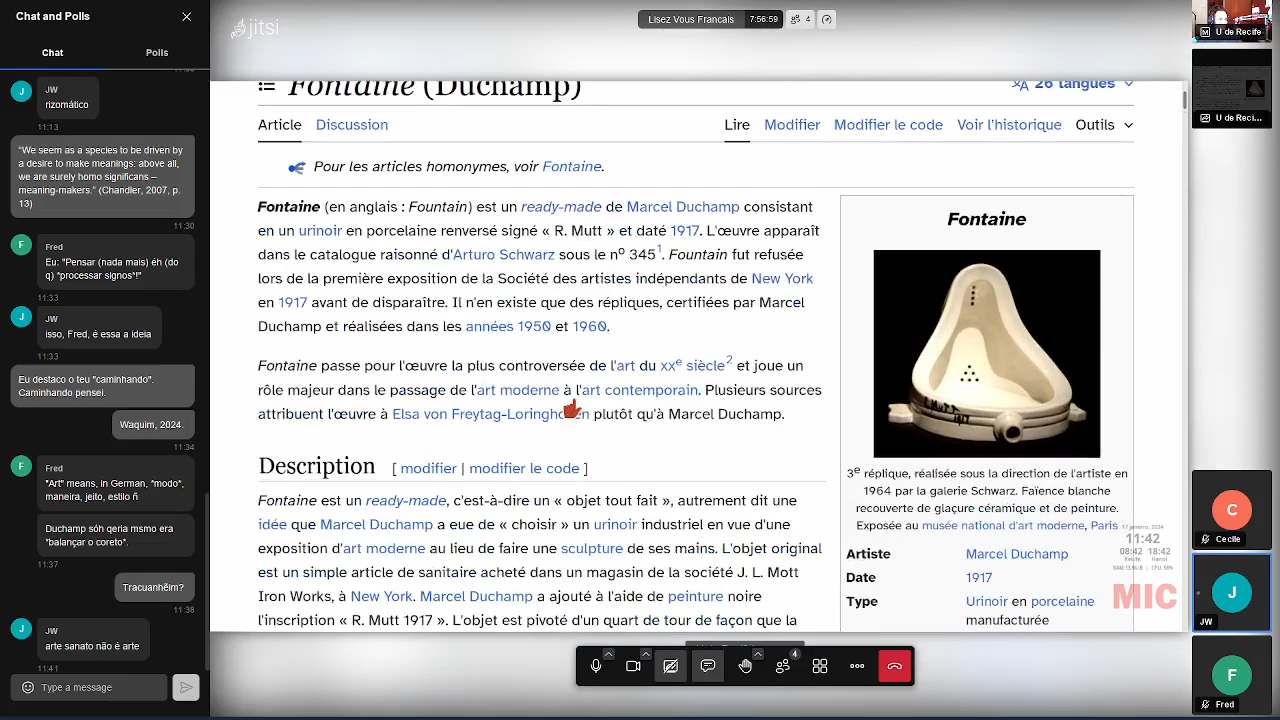 Chat and Polls
Chat
Polls
J
JW
rizomático
11:13
“We seem as a species to be driven by
a desire to make meanings: above all,
we are surely homo significans –
meaning-makers.” (Chandler, 2007, p.
13)
11:30
F
Fred
Eu: "Pensar (nada mais) éh (do
q) "processar signos"!"
11:33
J
JW
isso, Fred, é essa a ideia
11:33
Eu destaco o teu "caminhando".
Caminhando pensei.
Waquim, 2024.
11:34
F
Fred
"Art" means, in German, "modo",
maneira, jeito, estilo ñ
Duchamp sóh qeria msmo era
"balançar o coreto".
11:37
Tracuanhêim?
11:38
J
JW
arte sanato não é arte
11:41
Type a message
jitsi
Lisez Vous Francais
7:56:59
4
Fontaine (Duchamp)
26 langues
Article
Discussion
Lire
Modifier
Modifier le code
Voir l’historique
Outils
Pour les articles homonymes, voir Fontaine.
Fontaine (en anglais : Fountain) est un ready-made de Marcel Duchamp consistant
en un urinoir en porcelaine renversé signé « R. Mutt » et daté 1917. L'œuvre apparaît
dans le catalogue raisonné d'Arturo Schwarz sous le nº 345¹. Fountain fut refusée
lors de la première exposition de la Société des artistes indépendants de New York
en 1917 avant de disparaître. Il n'en existe que des répliques, certifiées par Marcel
Duchamp et réalisées dans les années 1950 et 1960.
Fontaine passe pour l'œuvre la plus controversée de l'art du XXe siècle² et joue un
rôle majeur dans le passage de l'art moderne à l'art contemporain. Plusieurs sources
attribuent l'œuvre à Elsa von plutôt qu'à Marcel Duchamp.
Description [ modifier | modifier le code ]
Fontaine est un ready-made, c'est-à-dire un « objet tout fait », autrement dit une
idée que Marcel Duchamp a eue de « choisir » un urinoir industriel en vue d'une
exposition d'art moderne au lieu de faire une sculpture de ses mains. L'objet original
est un simple article de sanitaire acheté dans un magasin de la société J. L. Mott
Iron Works, à New York. Marcel Duchamp a ajouté à l'aide de peinture noire
l'inscription « R. Mutt 1917 ». L'objet est pivoté d'un quart de tour de façon que la
Fontaine
3e réplique, réalisée sous la direction de l'artiste en
1964 par la galerie Schwarz. Faïence blanche
recouverte de glaçure céramique et de peinture.
Exposée au musée national d'art moderne, Paris
Artiste
Marcel Duchamp
Date
1917
Type
Urinoir en porcelaine
manufacturée
17 janeiro, 2024
11:42
08:42 18:42
Recife Hanoi
MIC
4
M
U de Recife
U de Reci...
C
Cecile
J
JW
F
Fred